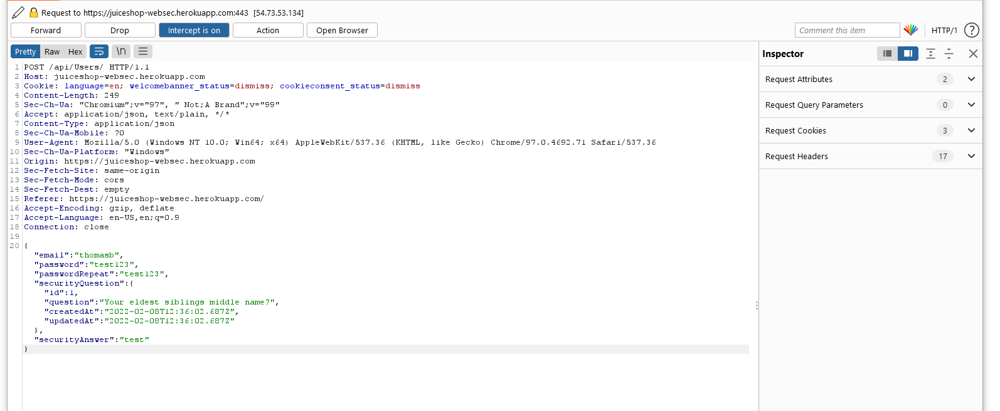 Request to https://juiceshop-websec.herokuapp.com:443 [54.73.53.134]
Forward Drop Intercept is on Action Open Browser Comment this item HTTP/1 ?
Pretty Raw Hex \n
Inspector
Request Attributes 2
Request Query Parameters 0
Request Cookies 3
Request Headers 17
1 POST /api/Users/ HTTP/1.1
2 Host: juiceshop-websec.herokuapp.com
3 Cookie: language=en; welcomebanner_status=dismiss; cookieconsent_status=dismiss
4 Content-Length: 249
5 Sec-Ch-Ua: "Chromium";v="97", " Not;A Brand";v="99"
6 Accept: application/json, text/plain, */*
7 Content-Type: application/json
8 Sec-Ch-Ua-Mobile: ?0
9 User-Agent: Mozilla/5.0 (Windows NT 10.0; Win64; x64) AppleWebKit/537.36 (KHTML, like Gecko) Chrome/97.0.4692.71 Safari/537.36
10 Sec-Ch-Ua-Platform: "Windows"
11 Origin: https://juiceshop-websec.herokuapp.com
12 Sec-Fetch-Site: same-origin
13 Sec-Fetch-Mode: cors
14 Sec-Fetch-Dest: empty
15 Referer: https://juiceshop-websec.herokuapp.com/
16 Accept-Encoding: gzip, deflate
17 Accept-Language: en-US,en;q=0.9
18 Connection: close
19
20 {
"email":"thomasb",
"password":"test123",
"passwordRepeat":"test123",
"securityQuestion":{
"id":1,
"question":"Your eldest siblings middle name?",
"createdAt":"2022-02-08T12:36:02.687Z",
"updatedAt":"2022-02-08T12:36:02.687Z"
},
"securityAnswer":"test"
}